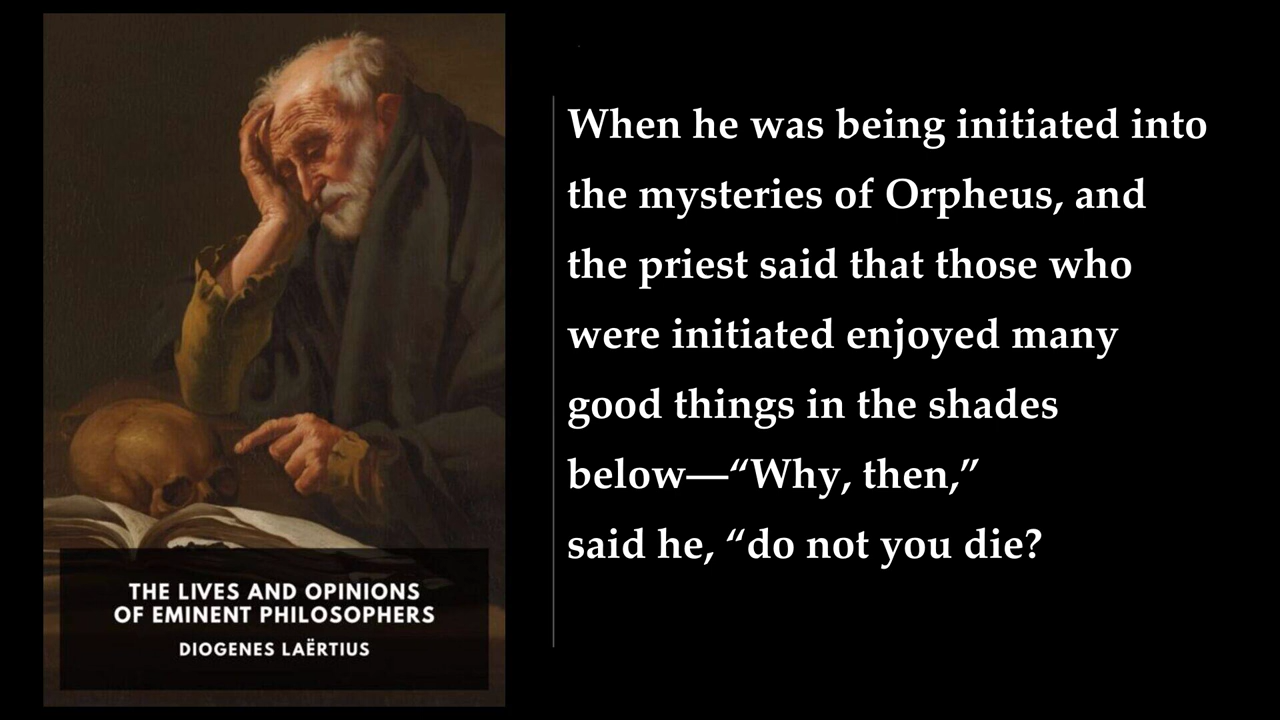 THE LIVES AND OPINIONS
OF EMINENT PHILOSOPHERS
DIOGENES LAËRTIUS
When he was being initiated into
the mysteries of Orpheus, and
the priest said that those who
were initiated enjoyed many
good things in the shades
below—“Why, then,”
said he, “do not you die?